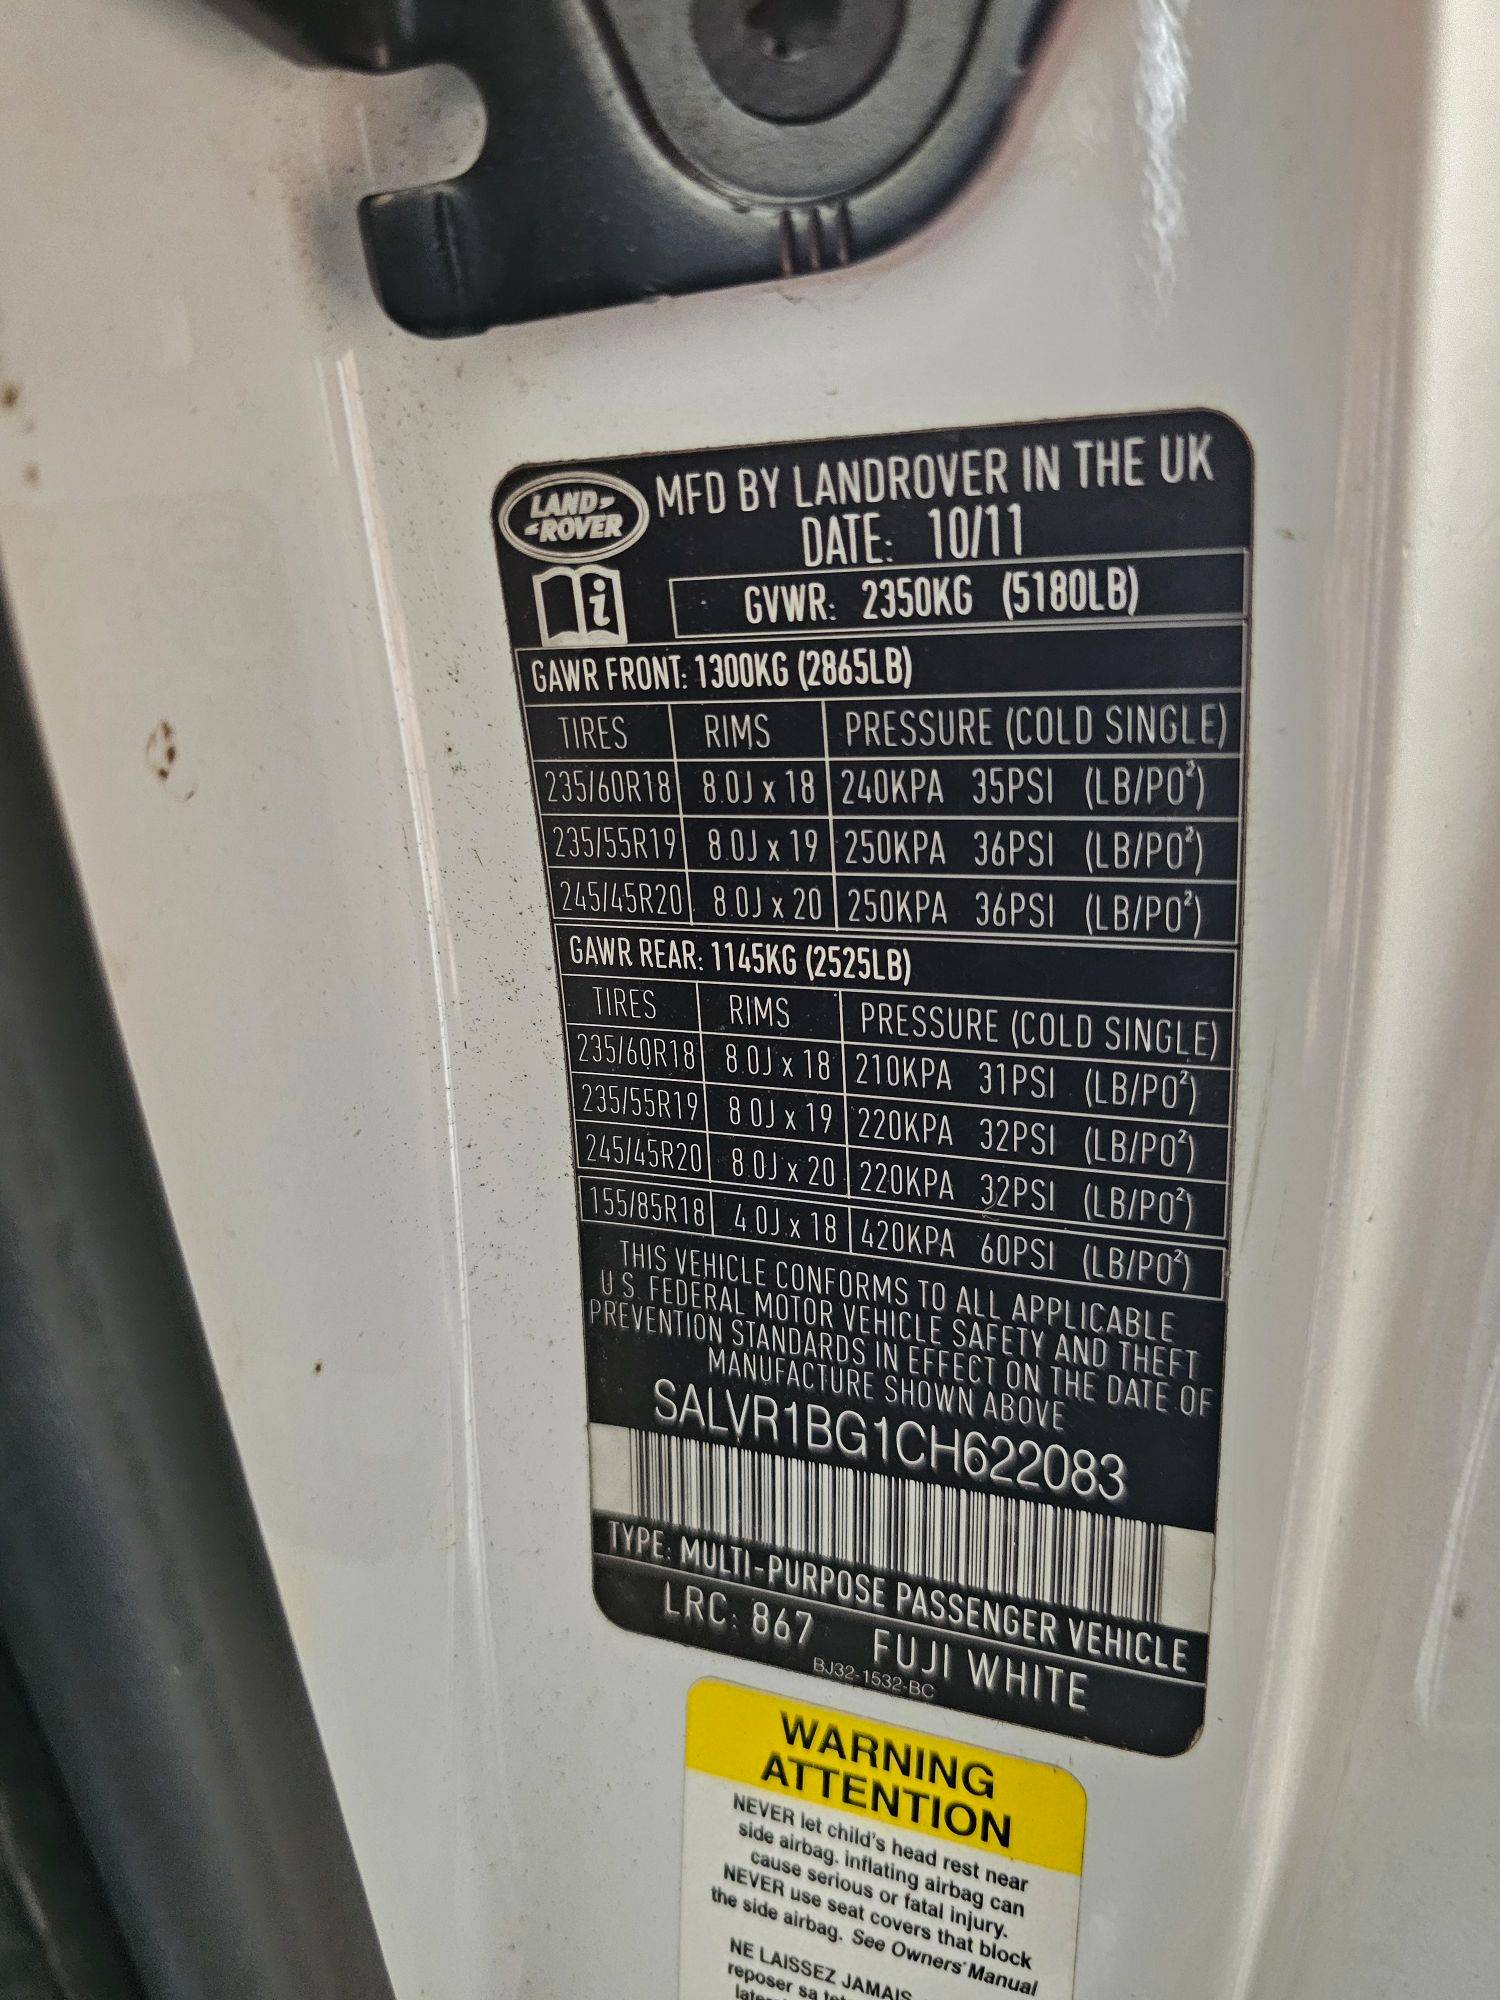 LAND-
-ROVER
MFD BY LANDROVER IN THE UK
DATE: 10/11
i
GVWR: 2350KG (5180LB)
GAWR FRONT: 1300KG (2865LB)
TIRES RIMS PRESSURE (COLD SINGLE)
235/60R18 8.0J x 18 240KPA 35PSI (LB/PO²)
235/55R19 8.0J x 19 250KPA 36PSI (LB/PO²)
245/45R20 8.0J x 20 250KPA 36PSI (LB/PO²)
GAWR REAR: 1145KG (2525LB)
TIRES RIMS PRESSURE (COLD SINGLE)
235/60R18 8.0J x 18 210KPA 31PSI (LB/PO²)
235/55R19 8.0J x 19 220KPA 32PSI (LB/PO²)
245/45R20 8.0J x 20 220KPA 32PSI (LB/PO²)
155/85R18 4.0J x 18 420KPA 60PSI (LB/PO²)
THIS VEHICLE CONFORMS TO ALL APPLICABLE
U.S. FEDERAL MOTOR VEHICLE SAFETY AND THEFT
PREVENTION STANDARDS IN EFFECT ON THE DATE OF
MANUFACTURE SHOWN ABOVE
SALVR1BG1CH622083
TYPE: MULTI-PURPOSE PASSENGER VEHICLE
LRC: 867 FUJI WHITE
BJ32-1532-BC
WARNING
ATTENTION
NEVER let child's head rest near
side airbag. inflating airbag can
cause serious or fatal injury.
NEVER use seat covers that block
the side airbag. See Owners' Manual
NE LAISSEZ JAMAIS
reposer sa